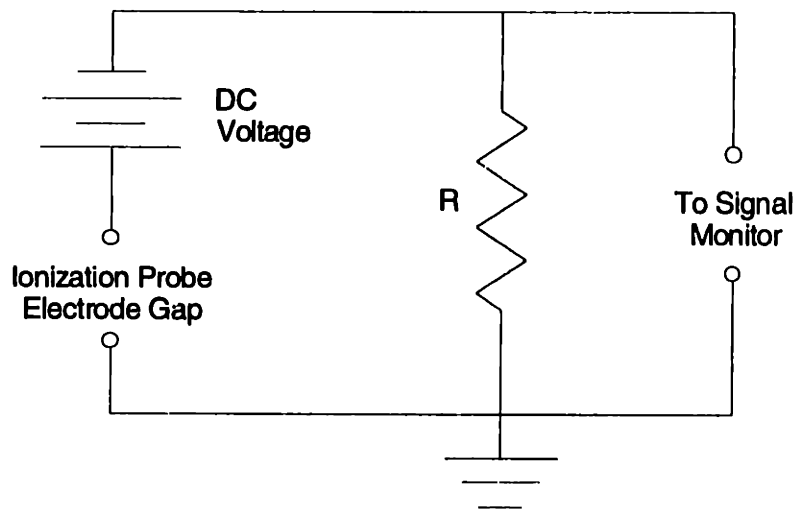 DC
Voltage
R
To Signal
Monitor
Ionization Probe
Electrode Gap